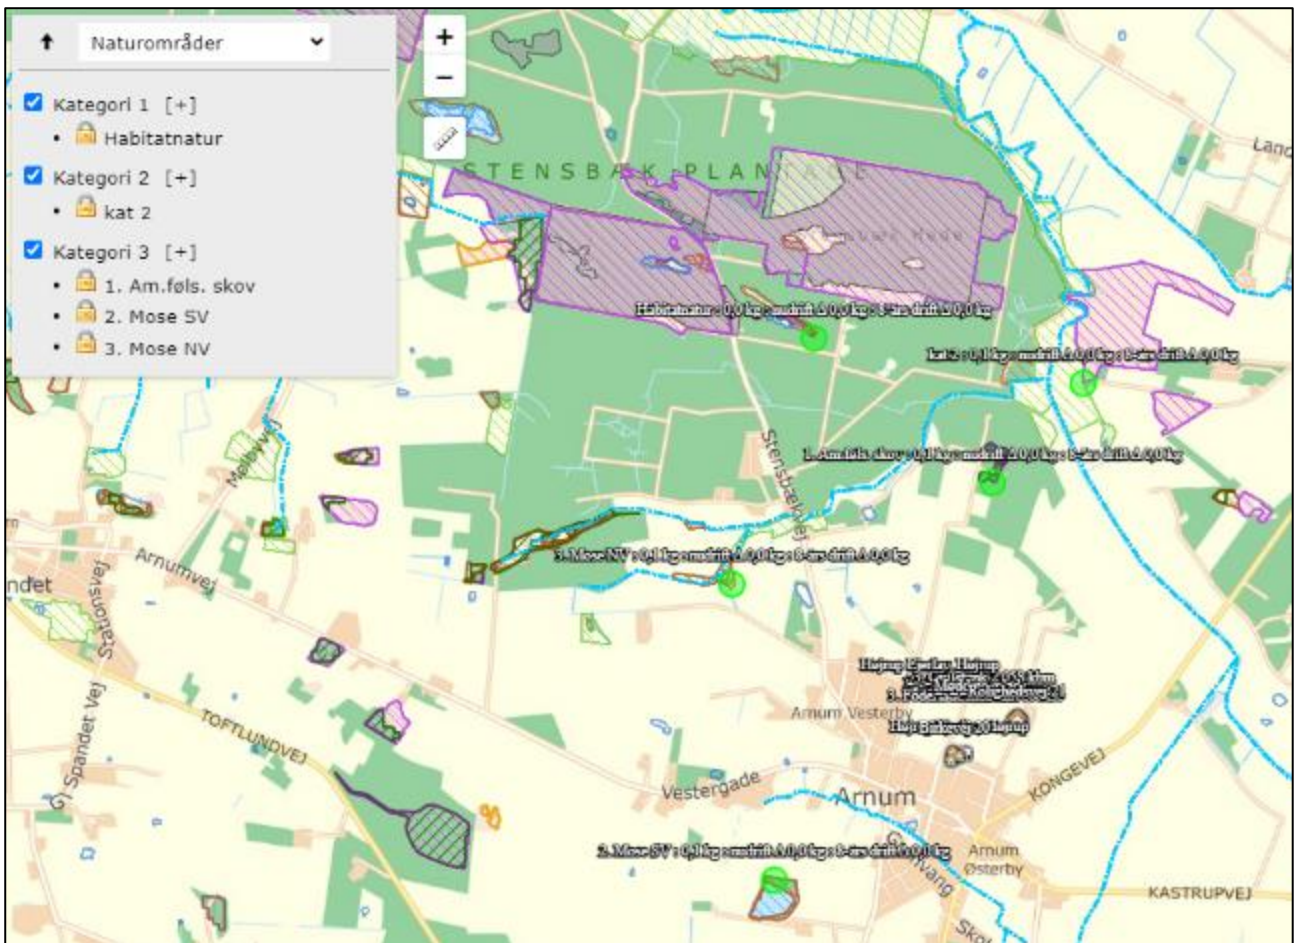 Naturområder
Kategori 1 [+]
Habitatnatur
Kategori 2 [+]
kat 2
Kategori 3 [+]
1. Am.føls. skov
2. Mose SV
3. Mose NV
+
−
STENSBÆK PLANTAGE
Land
Habitatnatur : 0,0 kg : nudrift Δ 0,0 kg : 8-års drift Δ 0,0 kg
kat 2 : 0,1 kg : nudrift Δ 0,0 kg : 8-års drift Δ 0,0 kg
1. Am.føls. skov : 0,1 kg : nudrift Δ 0,0 kg : 8-års drift Δ 0,0 kg
3. Mose NV : 0,1 kg : nudrift Δ 0,0 kg : 8-års drift Δ 0,0 kg
Mølbyvej
Stensbækvej
Arnumvej
ndet
Stationsvej
Gl Spandet Vej
TOFTLUNDVEJ
Højrup Ejerlav, Højrup
Arnum Vesterby
Vestergade
Arnum
KONGEVEJ
2. Mose SV : 0,1 kg : nudrift Δ 0,0 kg : 8-års drift Δ 0,0 kg
Arnum
Østerby
KASTRUPVEJ